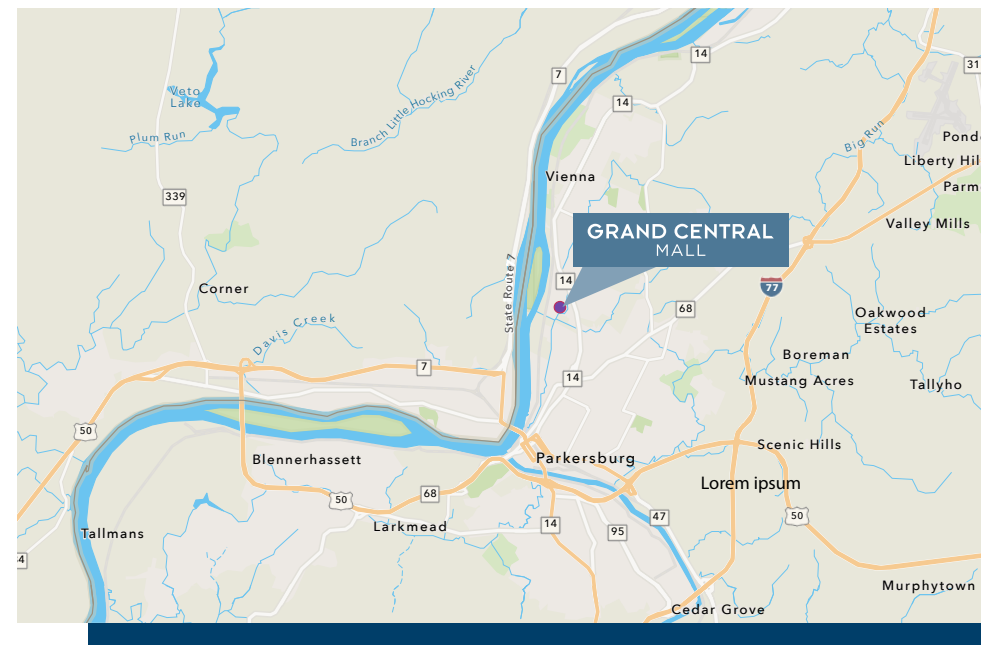 14
7
31
14
Veto
Lake
Branch Little Hocking River
Plum Run
Big Run
Pond
Liberty Hil
Vienna
Parm
339
Valley Mills
GRAND CENTRAL
MALL
State Route 7
14
77
Corner
68
Oakwood
Estates
Davis Creek
Boreman
7
14
Mustang Acres
Tallyho
50
Scenic Hills
Blennerhassett
Parkersburg
Lorem ipsum
50
68
47
50
Larkmead
14
95
Tallmans
4
Murphytown
Cedar Grove